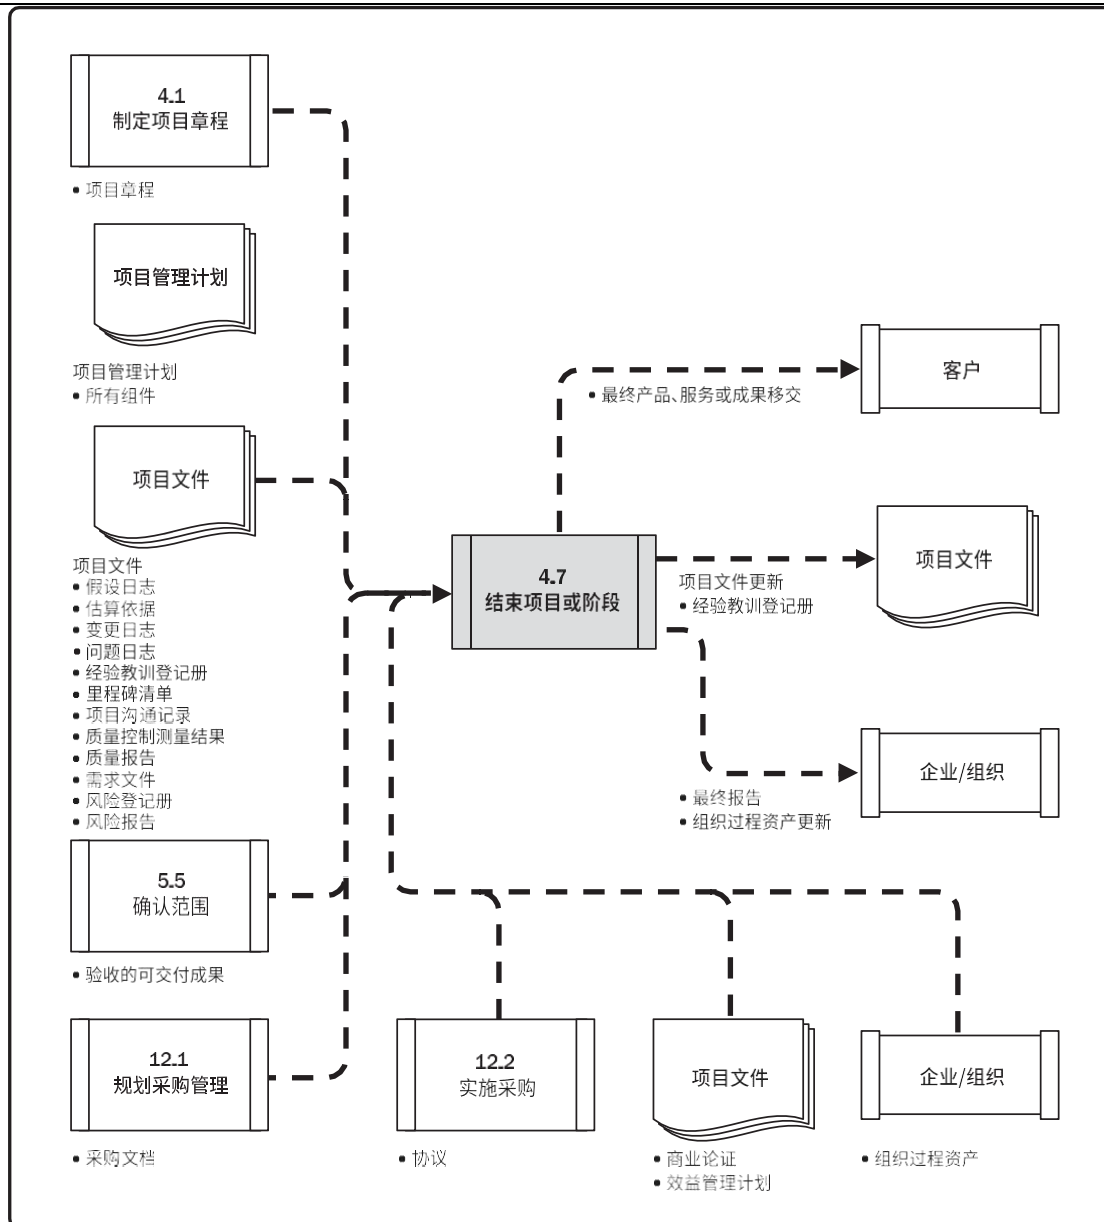 4.1
制定项目章程
• 项目章程
项目管理计划
项目管理计划
• 所有组件
项目文件
项目文件
• 假设日志
• 估算依据
• 变更日志
• 问题日志
• 经验教训登记册
• 里程碑清单
• 项目沟通记录
• 质量控制测量结果
• 质量报告
• 需求文件
• 风险登记册
• 风险报告
5.5
确认范围
• 验收的可交付成果
12.1
规划采购管理
• 采购文档
4.7
结束项目或阶段
客户
• 最终产品、服务或成果移交
项目文件
项目文件更新
• 经验教训登记册
企业/组织
• 最终报告
• 组织过程资产更新
12.2
实施采购
• 协议
项目文件
• 商业论证
• 效益管理计划
企业/组织
• 组织过程资产